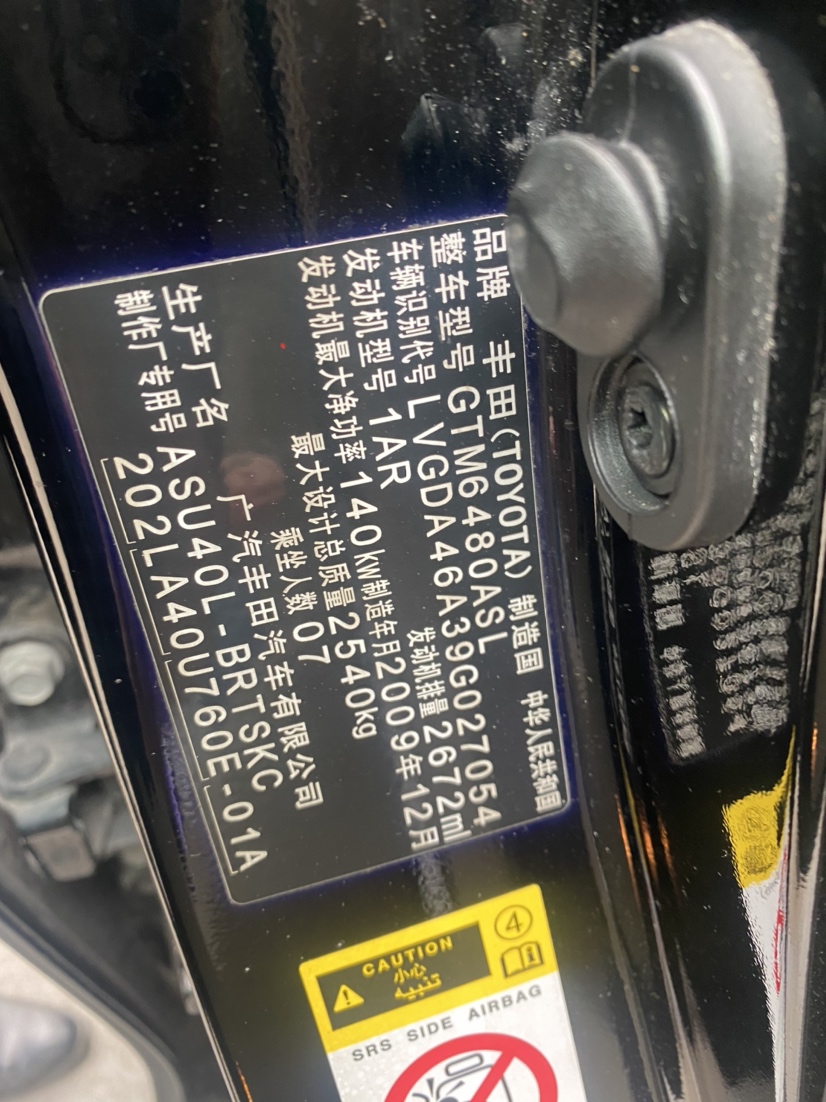 品牌 丰田(TOYOTA) 制造国 中华人民共和国
整车型号 GTM6480ASL
车辆识别代号 LVGDA46A39G027054
发动机型号 1AR 发动机排量 2672ml
发动机最大净功率 140kw 制造年月 2009年12月
最大设计总质量 2540kg
乘坐人数 07
生产厂名 广汽丰田汽车有限公司
制作厂专用号 ASU40L-BRTSKC
202LA40U760E-01A
④
CAUTION
小心
تنبيه
SRS SIDE AIRBAG